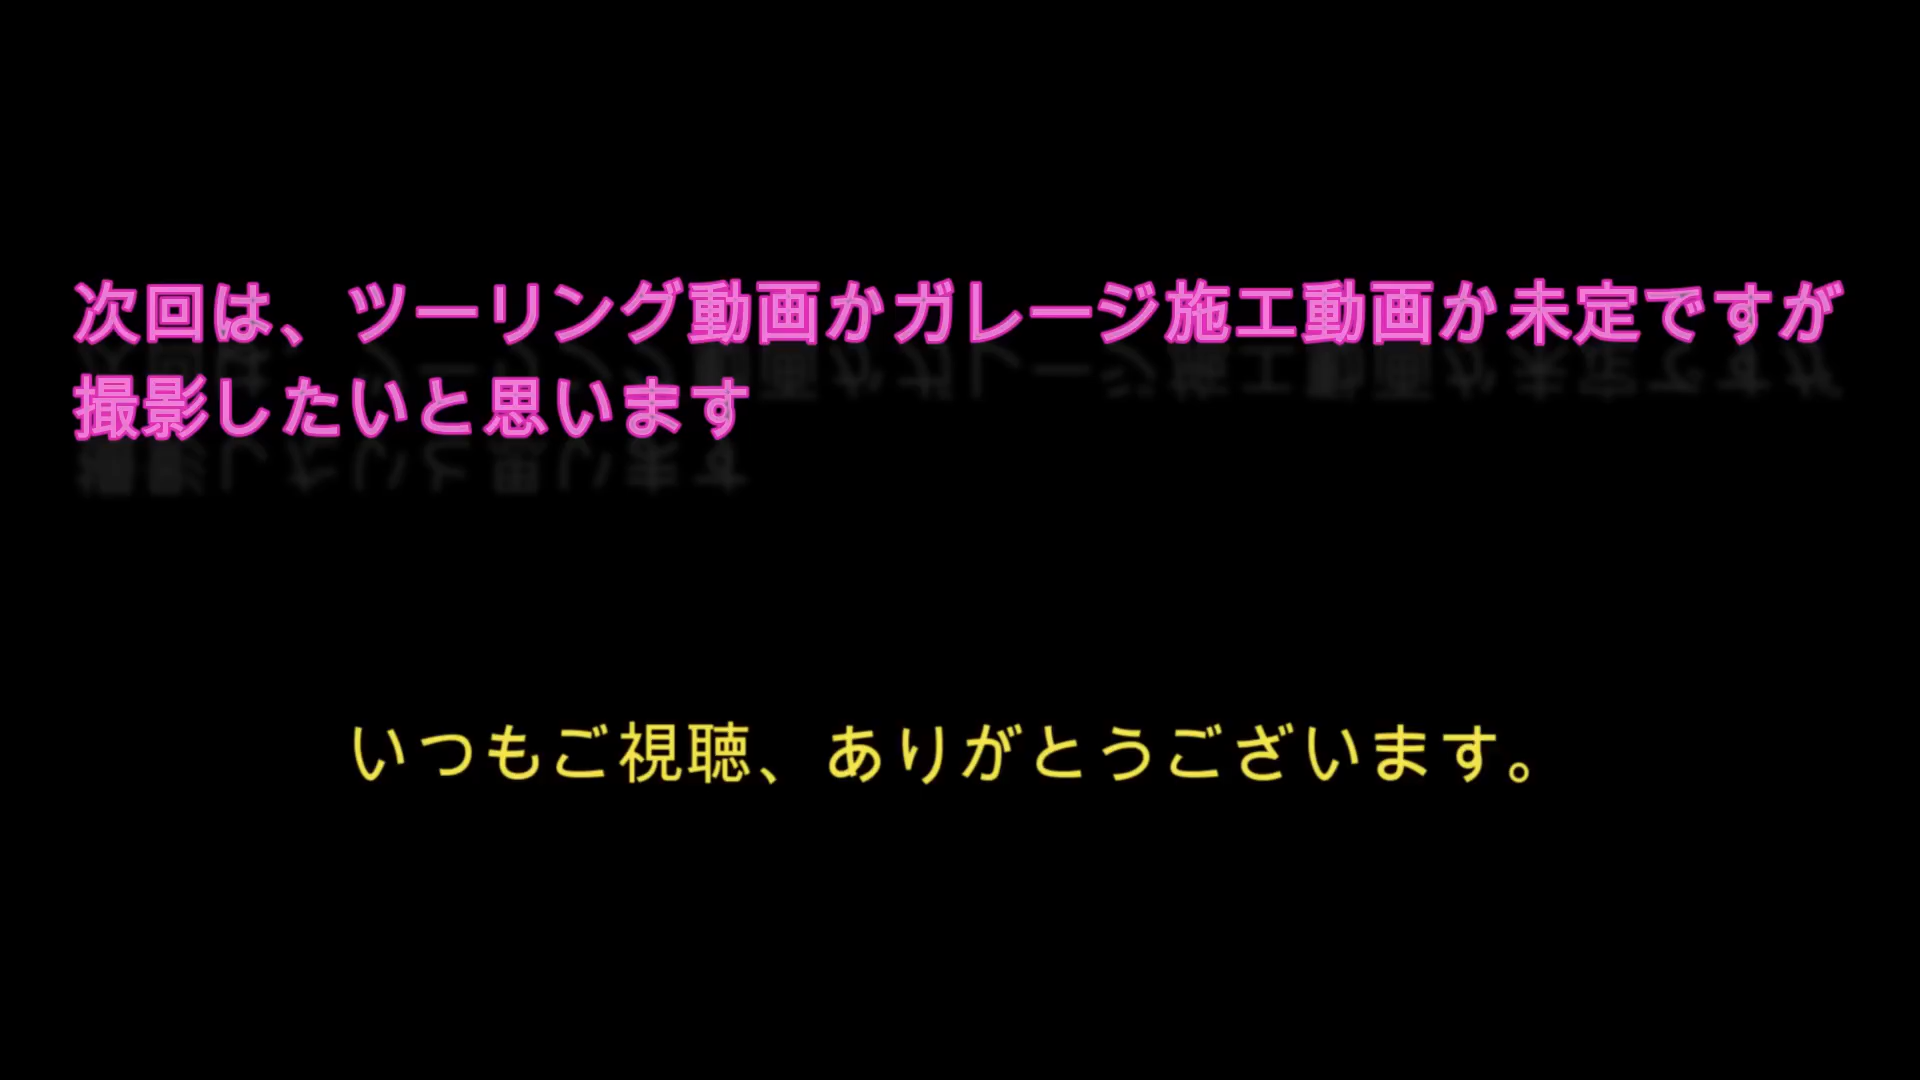 次回は、ツーリング動画かガレージ施工動画か未定ですが
撮影したいと思います
いつもご視聴、ありがとうございます。